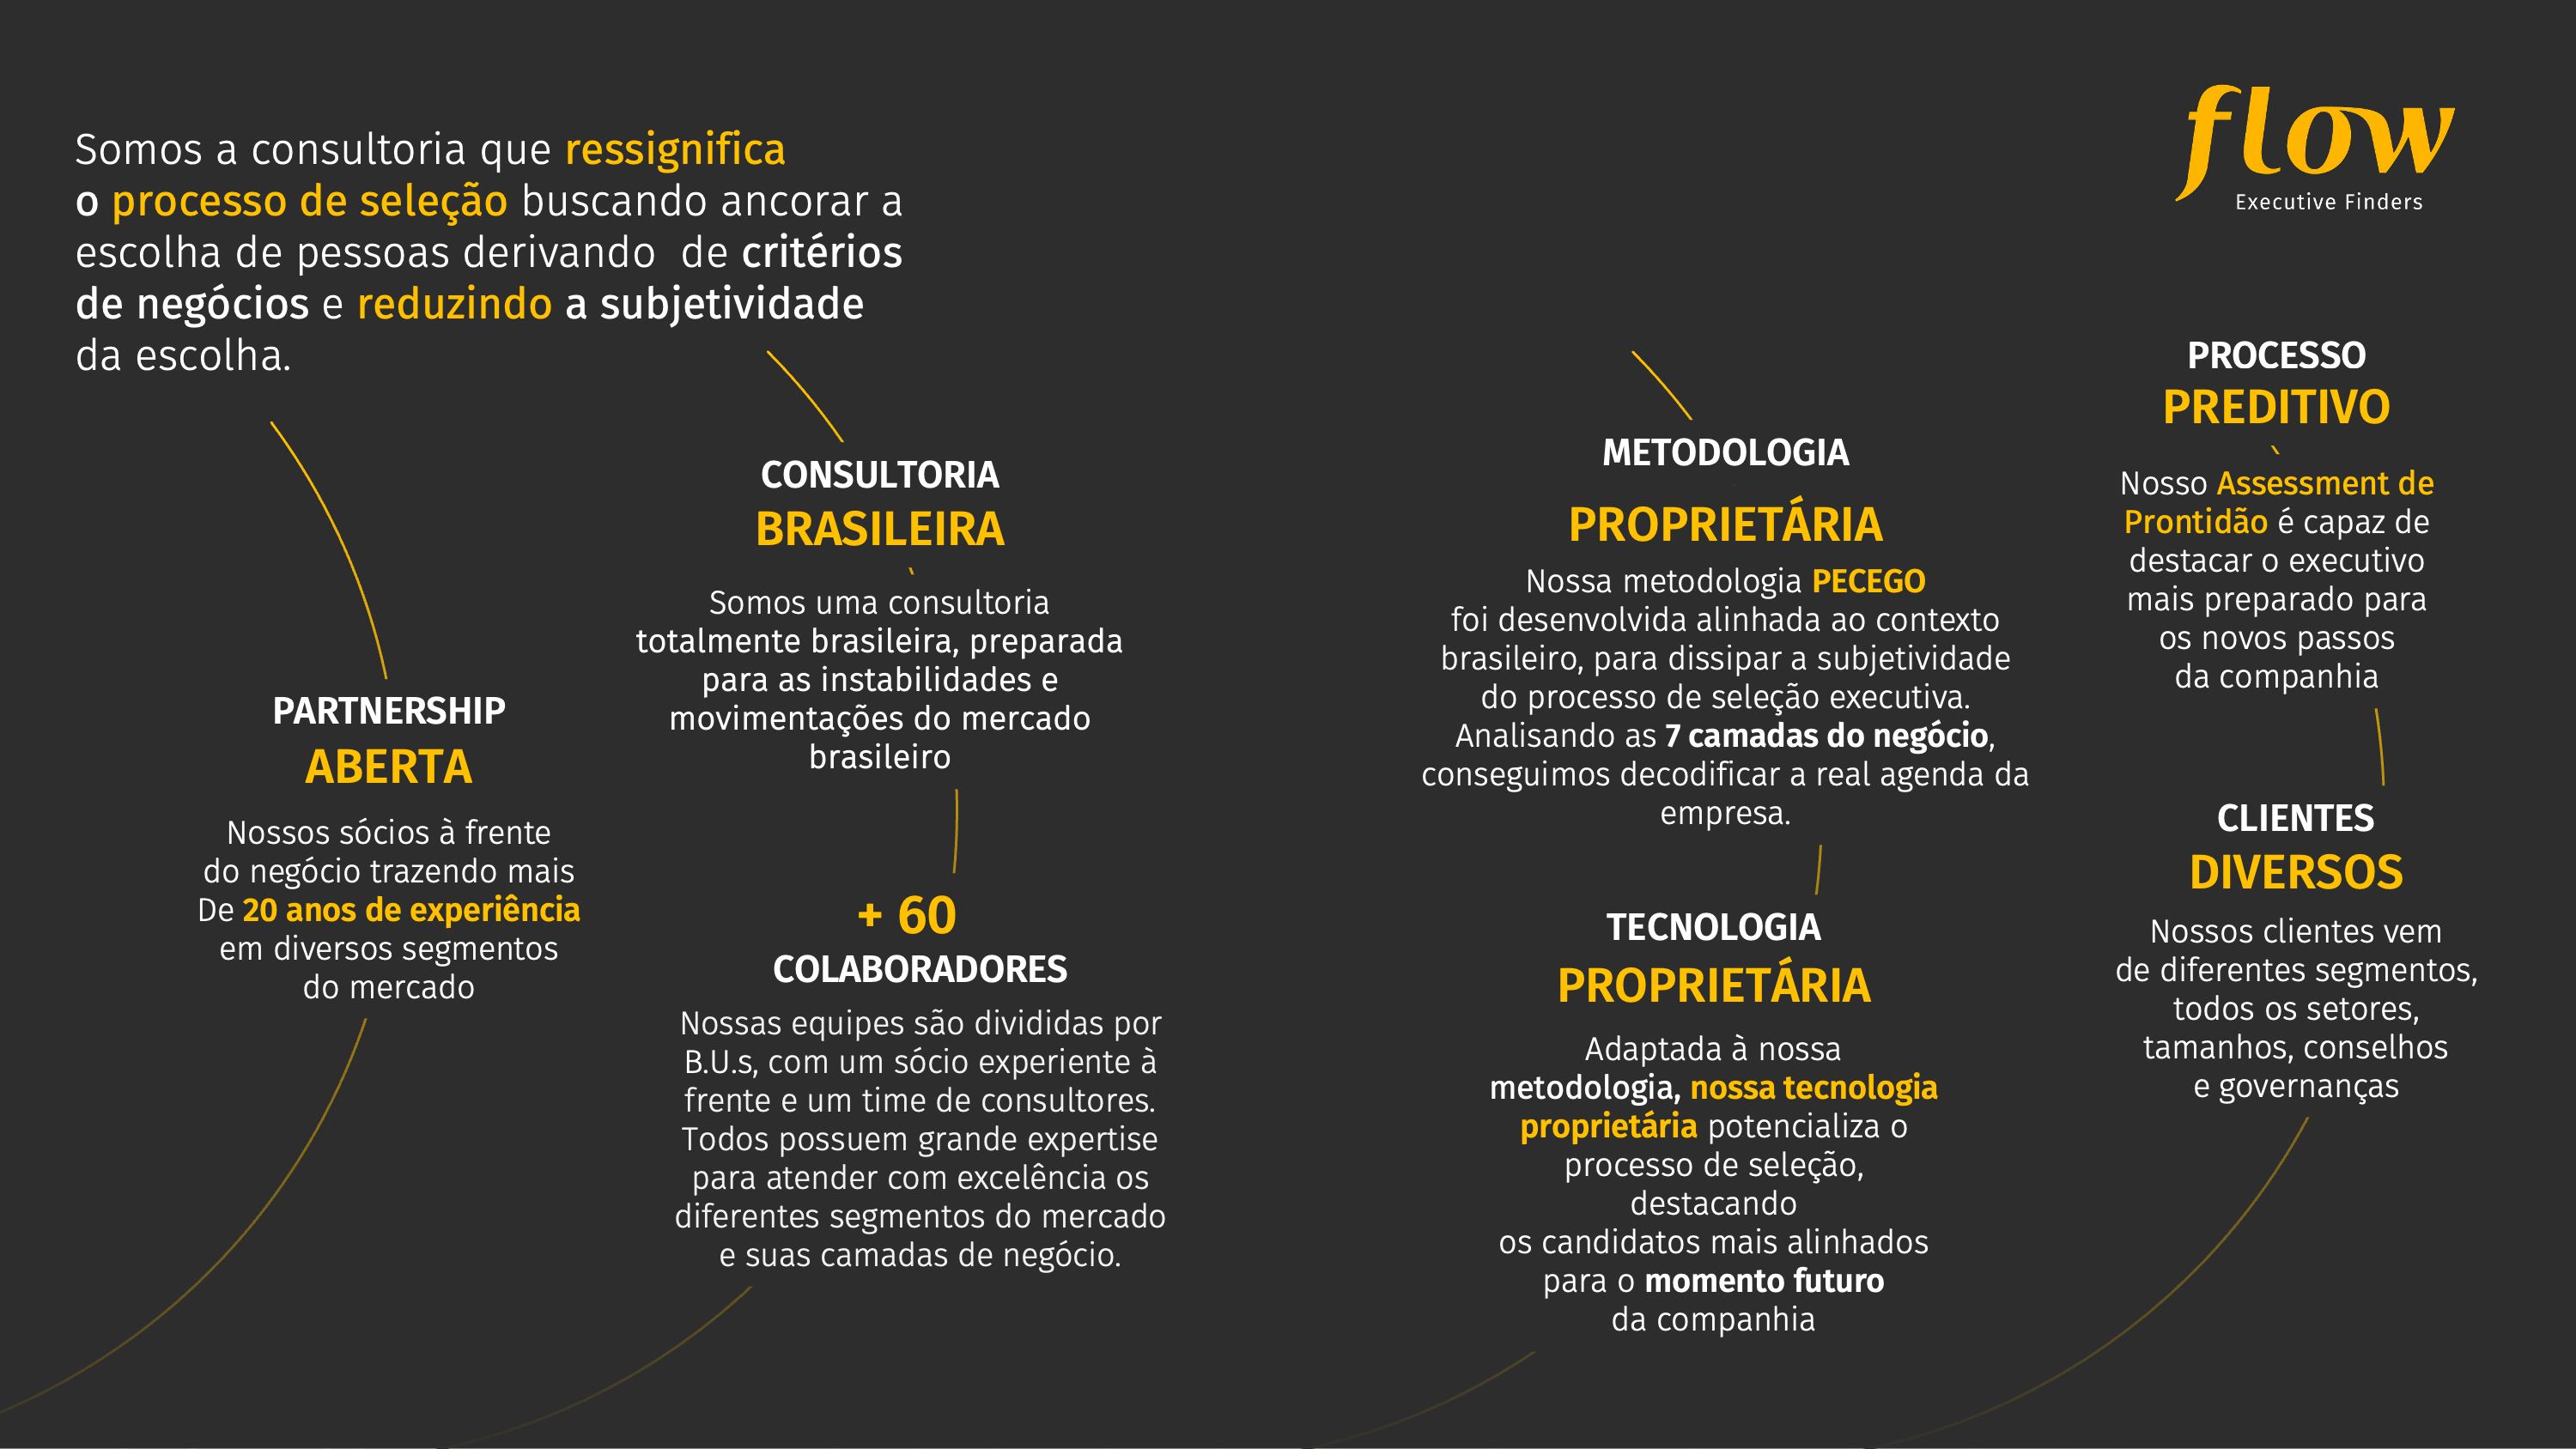 Somos a consultoria que ressignifica
o processo de seleção buscando ancorar a
escolha de pessoas derivando  de critérios
de negócios e reduzindo a subjetividade
da escolha.
flow
Executive Finders
PARTNERSHIP
ABERTA
Nossos sócios à frente
do negócio trazendo mais
De 20 anos de experiência
em diversos segmentos
do mercado
CONSULTORIA
BRASILEIRA
Somos uma consultoria
totalmente brasileira, preparada
para as instabilidades e
movimentações do mercado
brasileiro
+ 60
COLABORADORES
Nossas equipes são divididas por
B.U.s, com um sócio experiente à
frente e um time de consultores.
Todos possuem grande expertise
para atender com excelência os
diferentes segmentos do mercado
e suas camadas de negócio.
METODOLOGIA
PROPRIETÁRIA
Nossa metodologia PECEGO
foi desenvolvida alinhada ao contexto
brasileiro, para dissipar a subjetividade
do processo de seleção executiva.
Analisando as 7 camadas do negócio,
conseguimos decodificar a real agenda da
empresa.
TECNOLOGIA
PROPRIETÁRIA
Adaptada à nossa
metodologia, nossa tecnologia
proprietária potencializa o
processo de seleção,
destacando
os candidatos mais alinhados
para o momento futuro
da companhia
PROCESSO
PREDITIVO
Nosso Assessment de
Prontidão é capaz de
destacar o executivo
mais preparado para
os novos passos
da companhia
CLIENTES
DIVERSOS
Nossos clientes vem
de diferentes segmentos,
todos os setores,
tamanhos, conselhos
e governanças